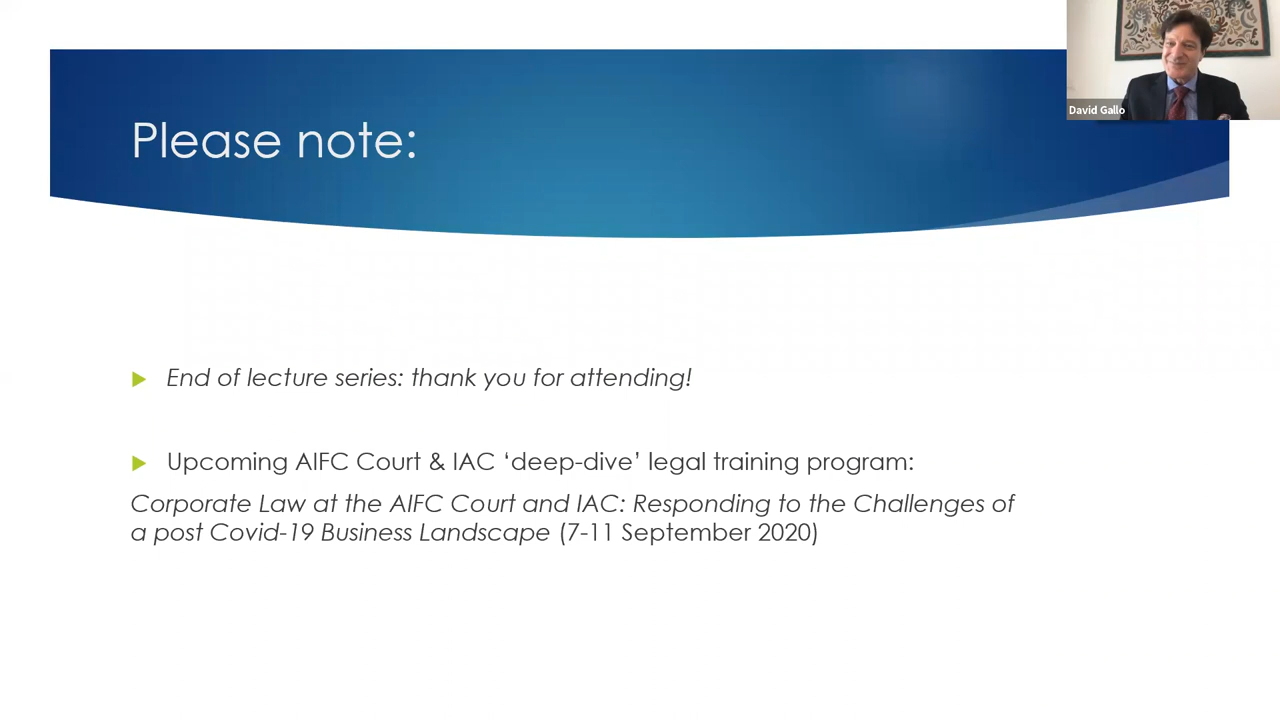 David Gallo
Please note:
End of lecture series: thank you for attending!
Upcoming AIFC Court & IAC ‘deep-dive’ legal training program:
Corporate Law at the AIFC Court and IAC: Responding to the Challenges of
a post Covid-19 Business Landscape (7-11 September 2020)